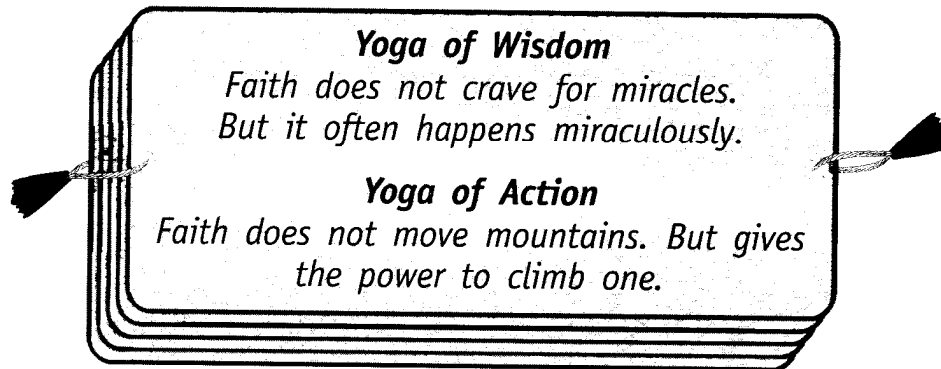 Yoga of Wisdom
Faith does not crave for miracles.
But it often happens miraculously.
Yoga of Action
Faith does not move mountains. But gives
the power to climb one.